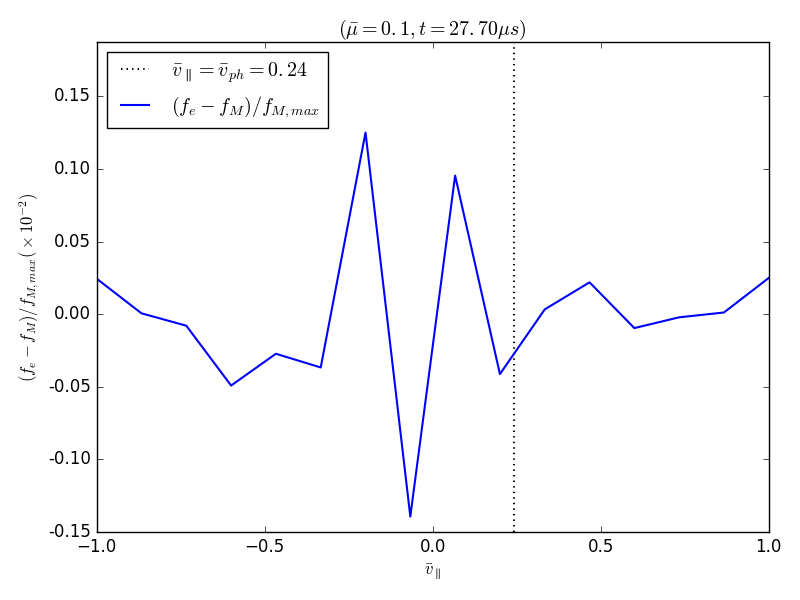 (μ̄ = 0.1, t = 27.70μs)
v̄∥ = v̄ph = 0.24
(fe − fM)/fM,max
(fe − fM)/fM,max(×10⁻²)
0.15
0.10
0.05
0.00
-0.05
-0.10
-0.15
−1.0 −0.5 0.0 0.5 1.0
v̄∥